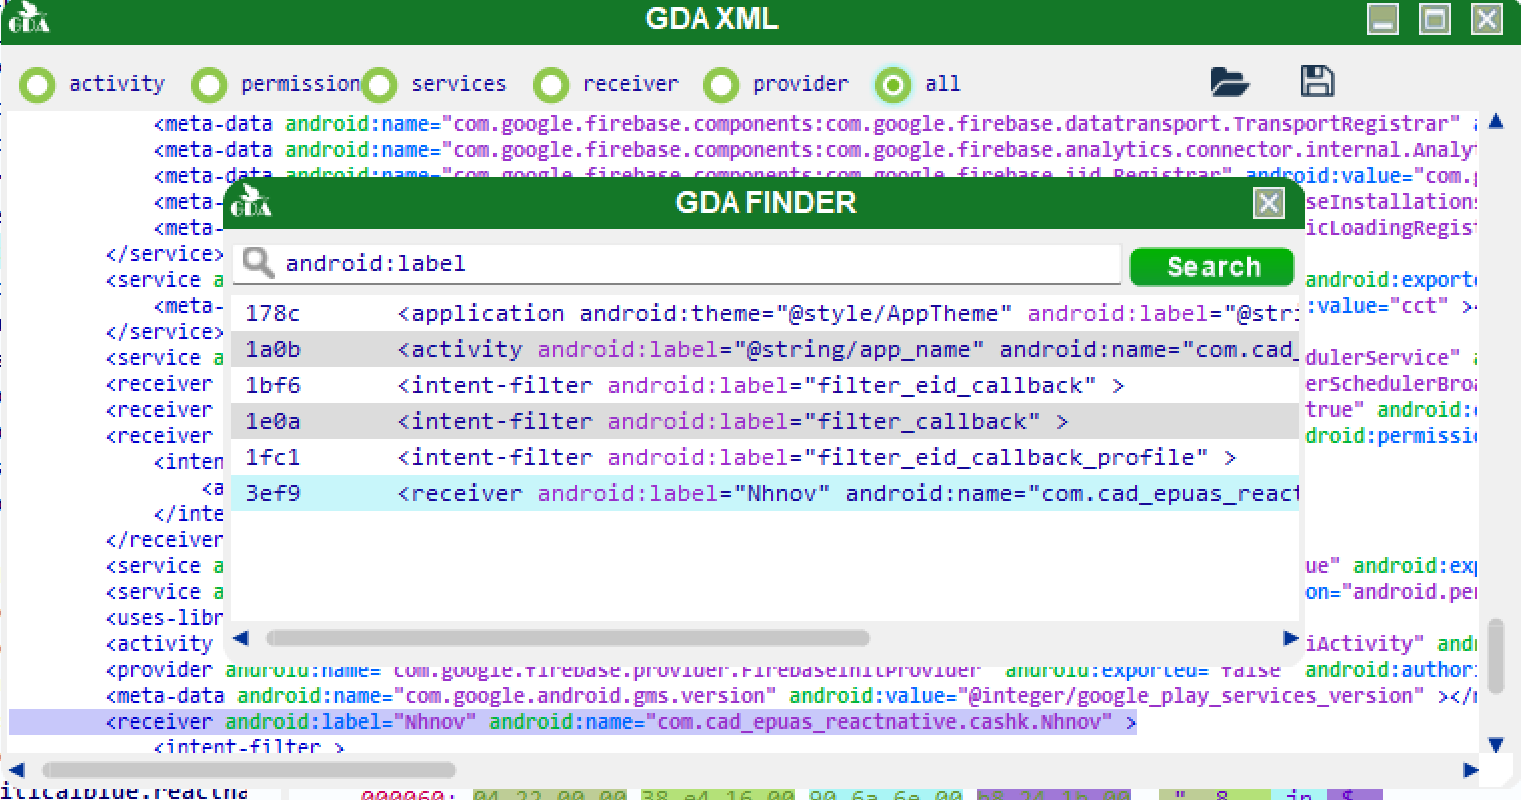 GDA
GDA XML
activity permission services receiver provider all
<meta-data android:name="com.google.firebase.components:com.google.firebase.datatransport.TransportRegistrar"
<meta-data android:name="com.google.firebase.components:com.google.firebase.analytics.connector.internal.Analyt
<meta-data android:name="com.google.firebase.components:com.google.firebase.iid.Registrar" android:value="com.g
<meta- seInstallations
<meta- icLoadingRegist
</service>
<service a android:exporte
<meta- :value="cct" >
</service>
<service a dulerService"
<receiver erSchedulerBroa
<receiver true" android:
<receiver droid:permissio
<inten
<a
</inte
</receiver
<service a ue" android:exp
<service a on="android.per
<uses-libr
<activity iActivity" andr
<provider android:name="com.google.firebase.provider.FirebaseInitProvider" android:exported="false" android:author
<meta-data android:name="com.google.android.gms.version" android:value="@integer/google_play_services_version" ></
<receiver android:label="Nhnov" android:name="com.cad_epuas_reactnative.cashk.Nhnov" >
<intent-filter >
GDA
GDA FINDER
android:label Search
178c <application android:theme="@style/AppTheme" android:label="@stri
1a0b <activity android:label="@string/app_name" android:name="com.cad_
1bf6 <intent-filter android:label="filter_eid_callback" >
1e0a <intent-filter android:label="filter_callback" >
1fc1 <intent-filter android:label="filter_eid_callback_profile" >
3ef9 <receiver android:label="Nhnov" android:name="com.cad_epuas_react